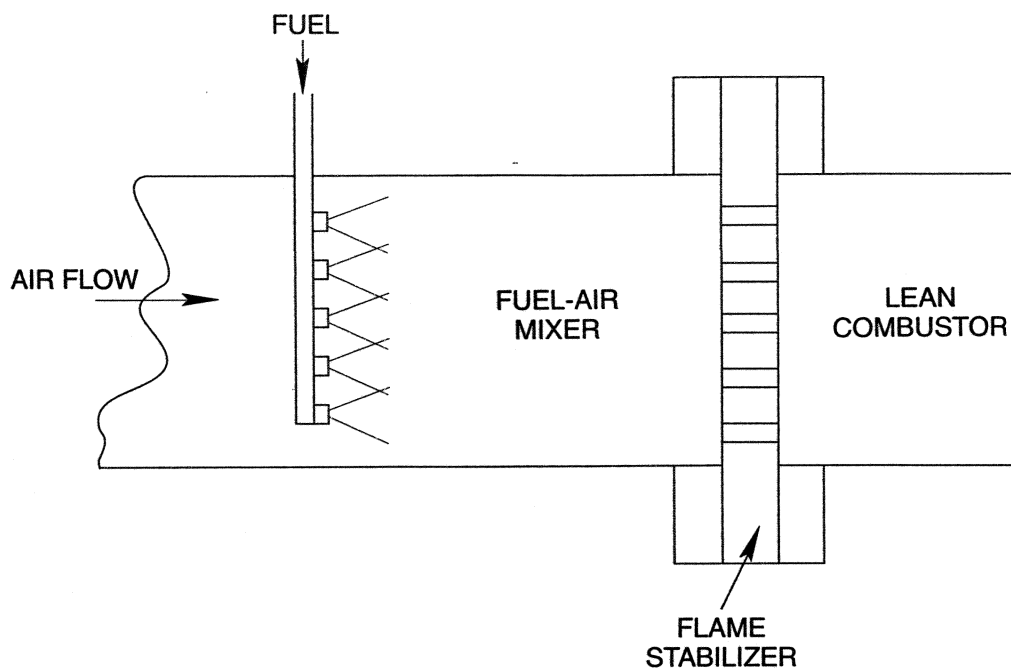 FUEL
AIR FLOW
FUEL-AIR
MIXER
LEAN
COMBUSTOR
FLAME
STABILIZER